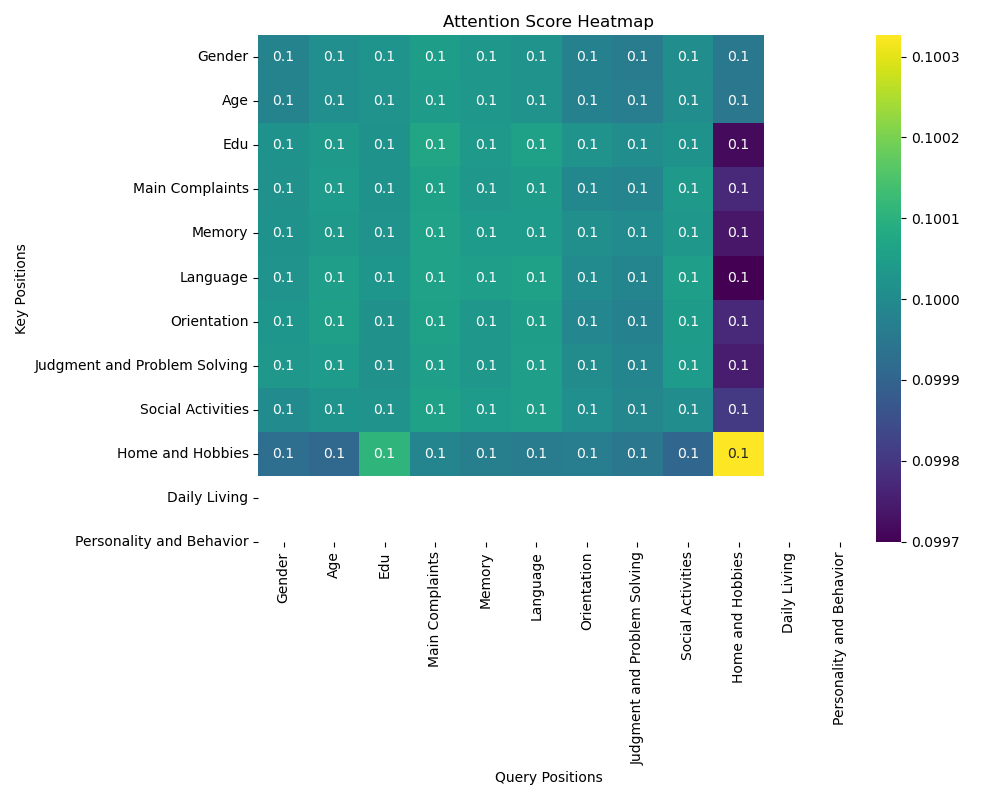 Attention Score Heatmap
Key Positions
Gender 0.1 0.1 0.1 0.1 0.1 0.1 0.1 0.1 0.1 0.1
Age 0.1 0.1 0.1 0.1 0.1 0.1 0.1 0.1 0.1 0.1
Edu 0.1 0.1 0.1 0.1 0.1 0.1 0.1 0.1 0.1 0.1
Main Complaints 0.1 0.1 0.1 0.1 0.1 0.1 0.1 0.1 0.1 0.1
Memory 0.1 0.1 0.1 0.1 0.1 0.1 0.1 0.1 0.1 0.1
Language 0.1 0.1 0.1 0.1 0.1 0.1 0.1 0.1 0.1 0.1
Orientation 0.1 0.1 0.1 0.1 0.1 0.1 0.1 0.1 0.1 0.1
Judgment and Problem Solving 0.1 0.1 0.1 0.1 0.1 0.1 0.1 0.1 0.1 0.1
Social Activities 0.1 0.1 0.1 0.1 0.1 0.1 0.1 0.1 0.1 0.1
Home and Hobbies 0.1 0.1 0.1 0.1 0.1 0.1 0.1 0.1 0.1 0.1
Daily Living
Personality and Behavior
Gender
Age
Edu
Main Complaints
Memory
Language
Orientation
Judgment and Problem Solving
Social Activities
Home and Hobbies
Daily Living
Personality and Behavior
Query Positions
0.1003
0.1002
0.1001
0.1000
0.0999
0.0998
0.0997